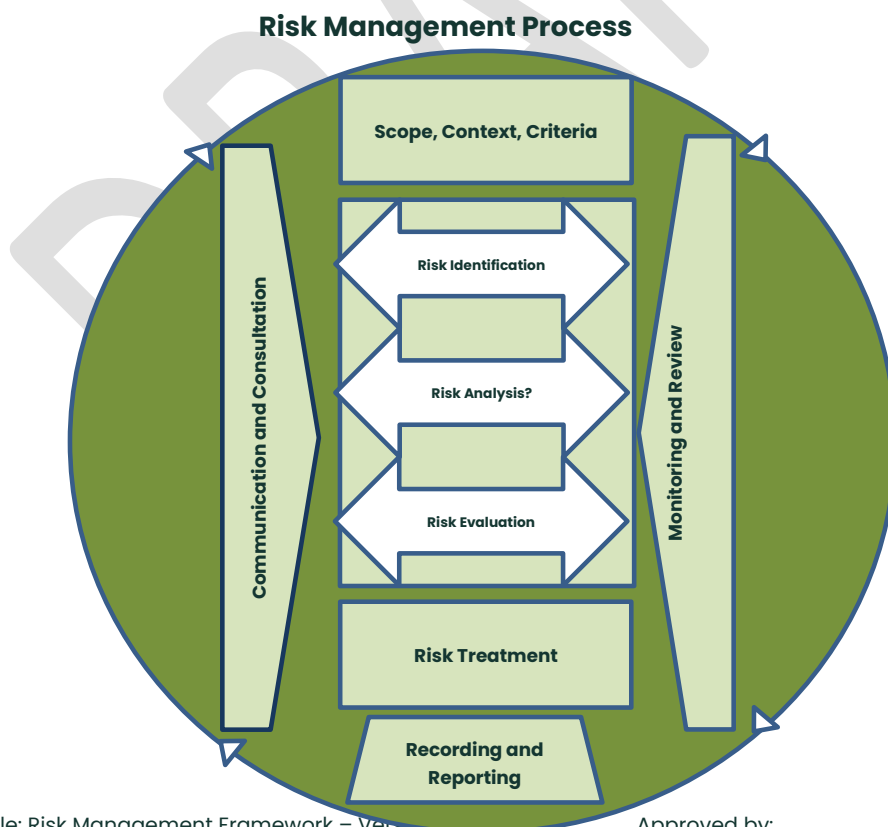 Risk Management Process
Scope, Context, Criteria
Risk Identification
Communication and Consultation
Monitoring and Review
Risk Analysis?
Risk Evaluation
Risk Treatment
Recording and
Reporting
Risk Management Framework –
Approved by: